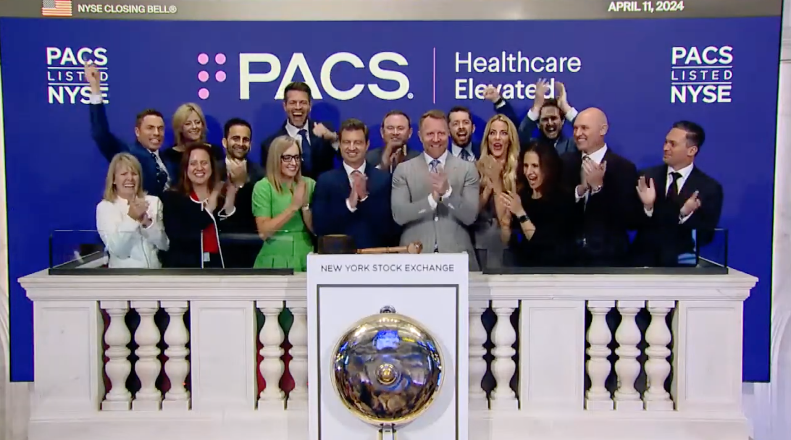 NYSE CLOSING BELL®
APRIL 11, 2024
PACS
LISTED
NYSE
PACS.
Healthcare
Elevated
PACS
LISTED
NYSE
NEW YORK STOCK EXCHANGE